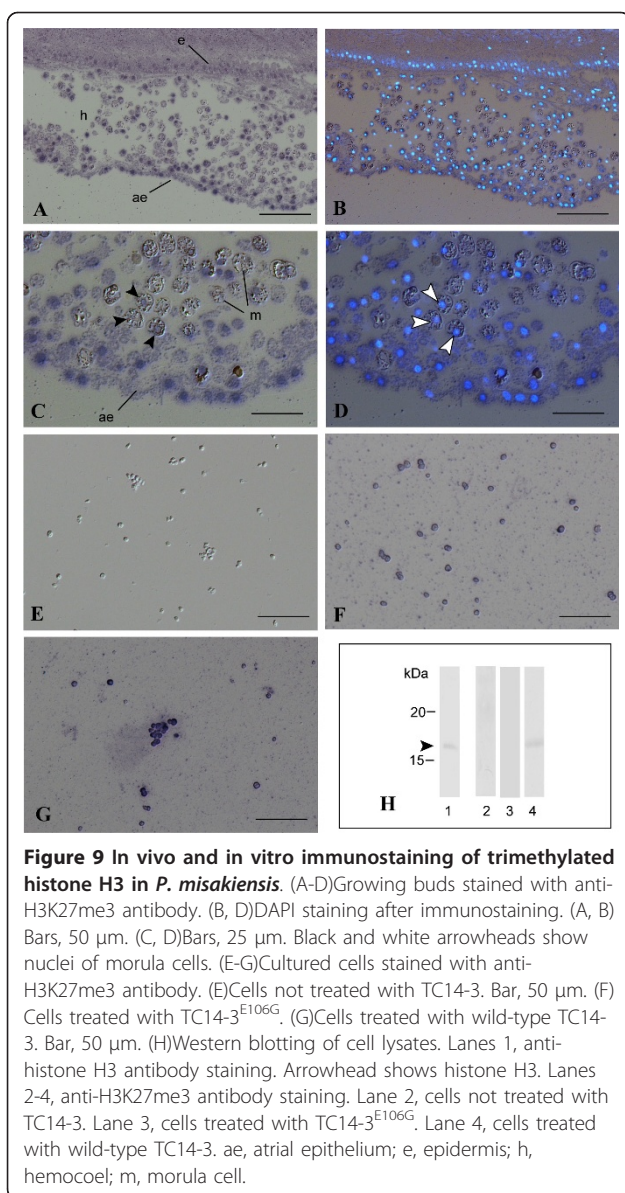 e
h
ae
A
B
m
ae
C
D
E
F
G
kDa
20
15
H
1 2 3 4
Figure 9 In vivo and in vitro immunostaining of trimethylated
histone H3 in P. misakiensis. (A-D)Growing buds stained with anti-
H3K27me3 antibody. (B, D)DAPI staining after immunostaining. (A, B)
Bars, 50 μm. (C, D)Bars, 25 μm. Black and white arrowheads show
nuclei of morula cells. (E-G)Cultured cells stained with anti-
H3K27me3 antibody. (E)Cells not treated with TC14-3. Bar, 50 μm. (F)
Cells treated with TC14-3E106G. (G)Cells treated with wild-type TC14-
3. Bar, 50 μm. (H)Western blotting of cell lysates. Lanes 1, anti-
histone H3 antibody staining. Arrowhead shows histone H3. Lanes
2-4, anti-H3K27me3 antibody staining. Lane 2, cells not treated with
TC14-3. Lane 3, cells treated with TC14-3E106G. Lane 4, cells treated
with wild-type TC14-3. ae, atrial epithelium; e, epidermis; h,
hemocoel; m, morula cell.